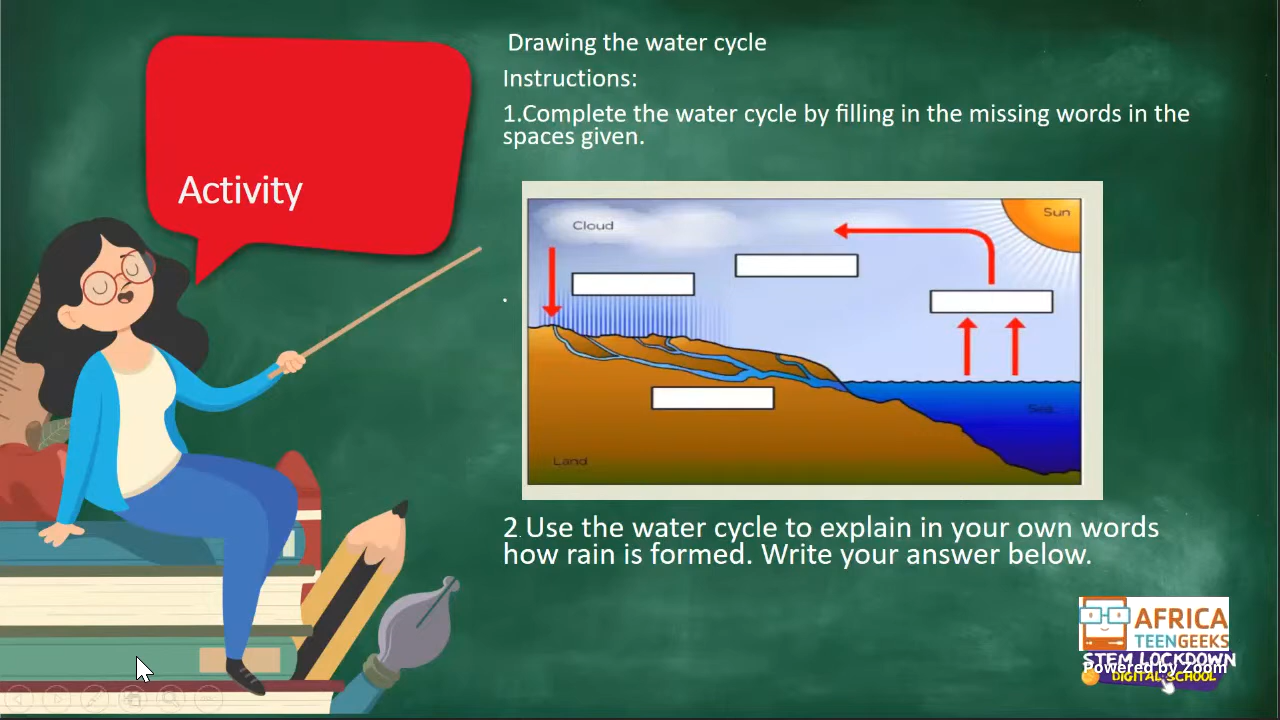 Drawing the water cycle
Instructions:
1.Complete the water cycle by filling in the missing words in the
spaces given.
Activity
Cloud
Sun
Sea
Land
2.Use the water cycle to explain in your own words
how rain is formed. Write your answer below.
AFRICA
TEENGEEKS
STEM LOCKDOWN
Powered by Zoom
DIGITAL SCHOOL